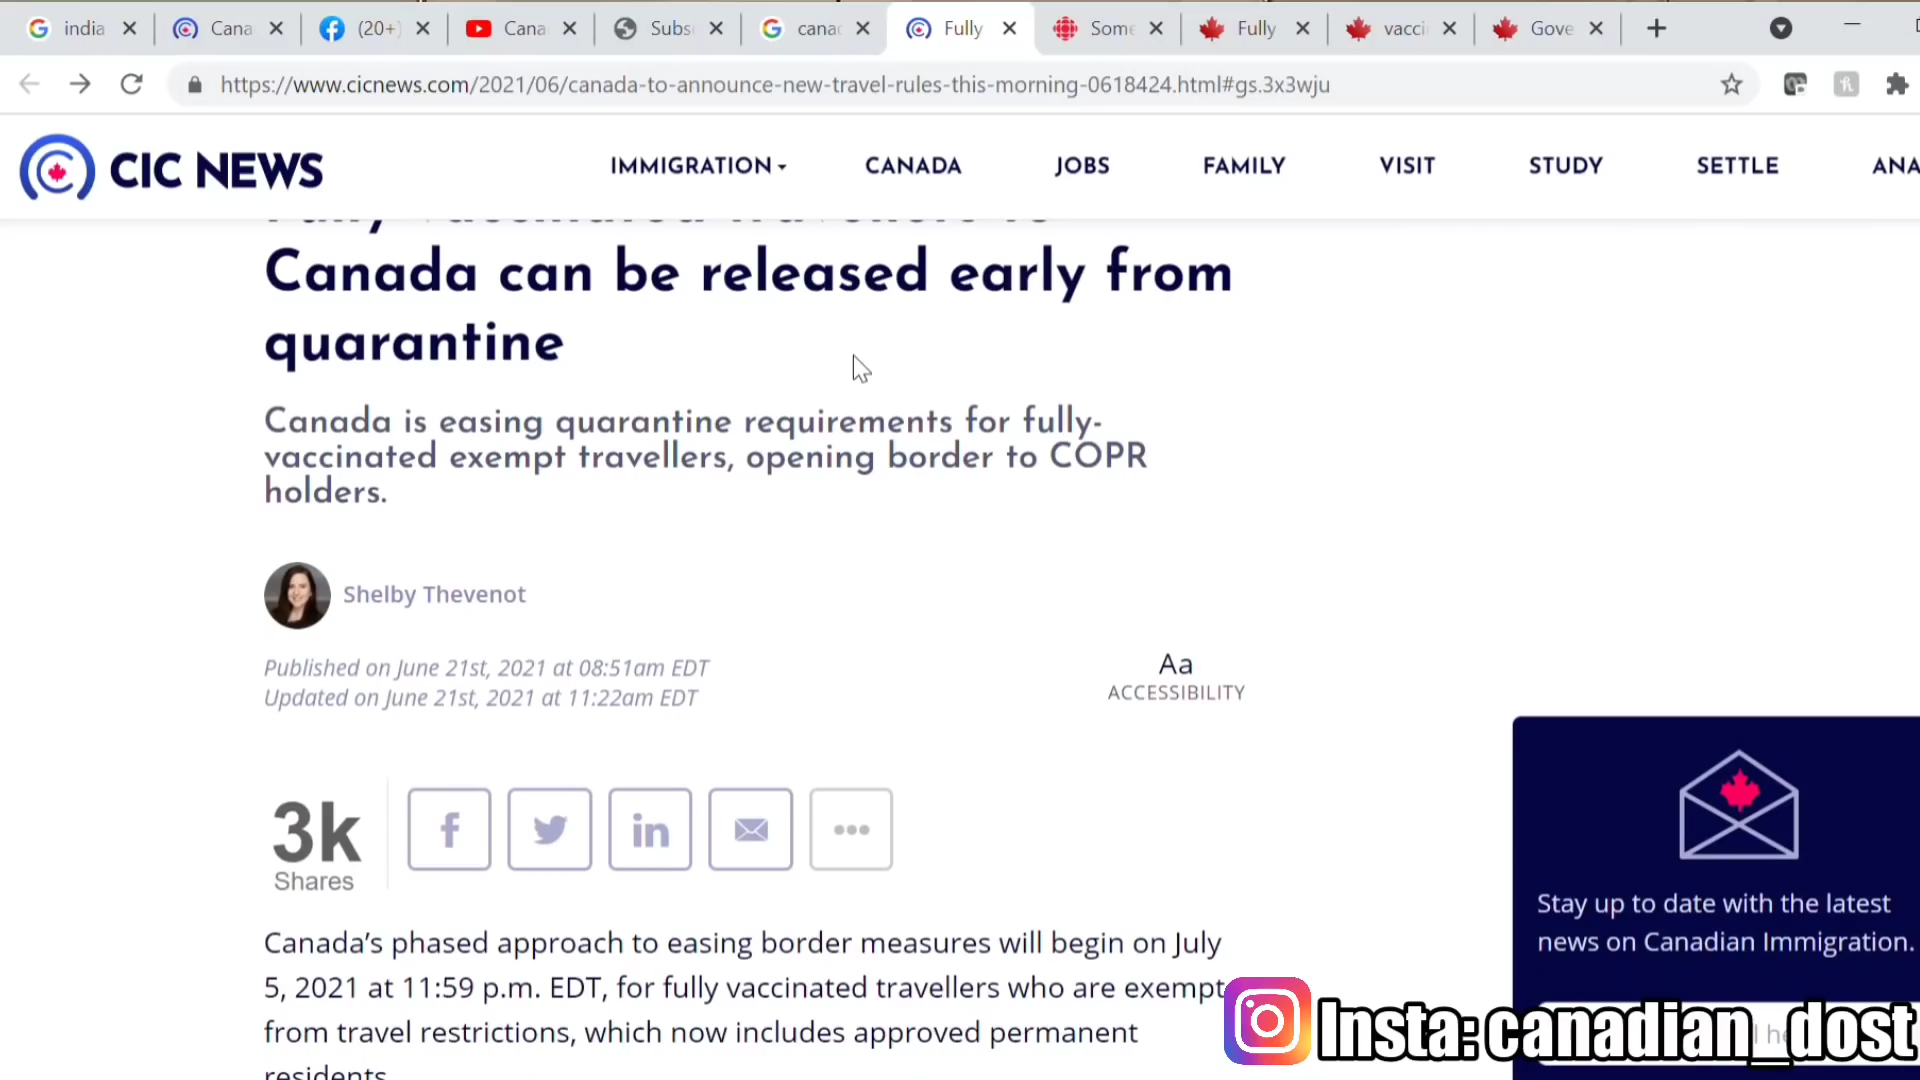 india
Cana
(20+)
Cana
Subs
canad
Fully
Some
Fully
vacci
Gove
https://www.cicnews.com/2021/06/canada-to-announce-new-travel-rules-this-morning-0618424.html#gs.3x3wju
CIC NEWS
IMMIGRATION
CANADA
JOBS
FAMILY
VISIT
STUDY
SETTLE
ANA
Canada can be released early from
quarantine
Canada is easing quarantine requirements for fully-
vaccinated exempt travellers, opening border to COPR
holders.
Shelby Thevenot
Published on June 21st, 2021 at 08:51am EDT
Updated on June 21st, 2021 at 11:22am EDT
Aa
ACCESSIBILITY
3k
Shares
Canada's phased approach to easing border measures will begin on July
5, 2021 at 11:59 p.m. EDT, for fully vaccinated travellers who are exempt
from travel restrictions, which now includes approved permanent
residents
Stay up to date with the latest
news on Canadian Immigration.
Insta: canadian_dost